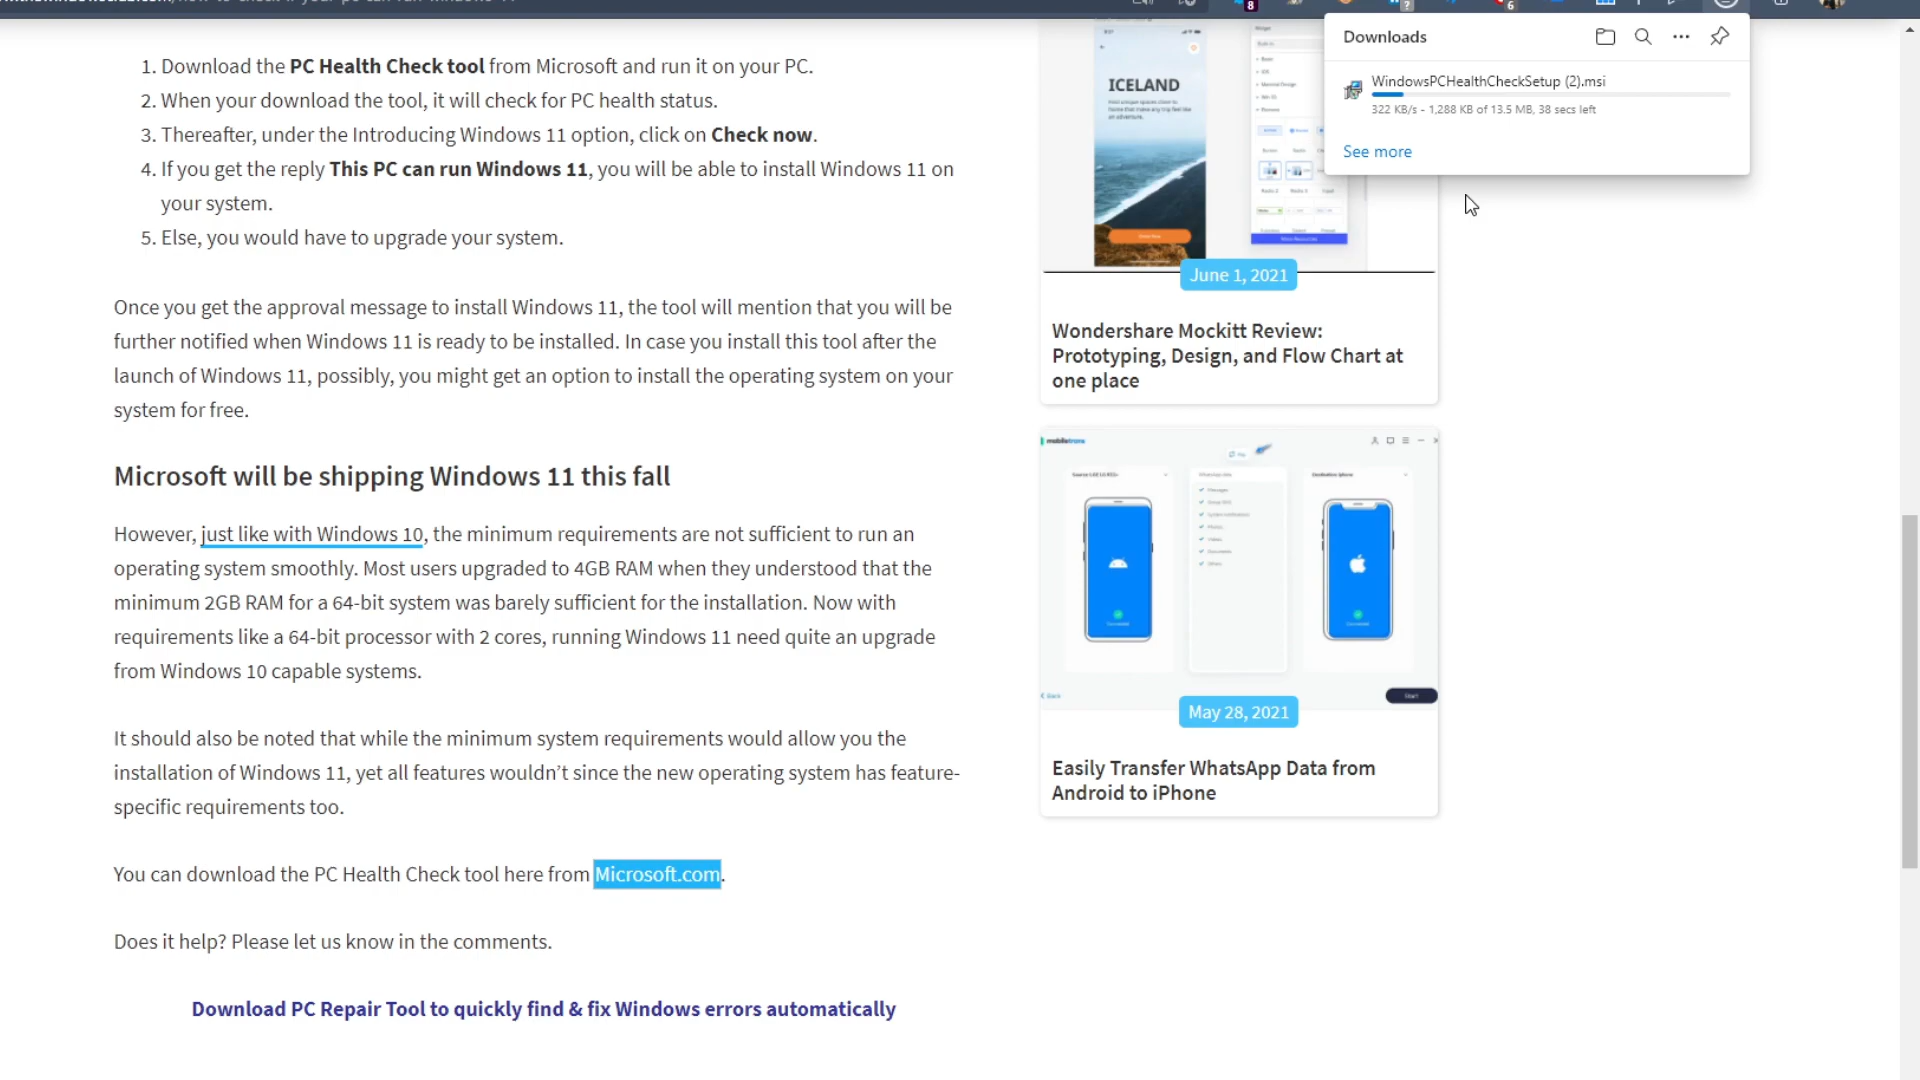 8
?
6
Downloads
WindowsPCHealthCheckSetup (2).msi
322 KB/s - 1,288 KB of 13.5 MB, 38 secs left
See more
1. Download the PC Health Check tool from Microsoft and run it on your PC.
2. When your download the tool, it will check for PC health status.
3. Thereafter, under the Introducing Windows 11 option, click on Check now.
4. If you get the reply This PC can run Windows 11, you will be able to install Windows 11 on
your system.
5. Else, you would have to upgrade your system.
Once you get the approval message to install Windows 11, the tool will mention that you will be
further notified when Windows 11 is ready to be installed. In case you install this tool after the
launch of Windows 11, possibly, you might get an option to install the operating system on your
system for free.
Microsoft will be shipping Windows 11 this fall
However, just like with Windows 10, the minimum requirements are not sufficient to run an
operating system smoothly. Most users upgraded to 4GB RAM when they understood that the
minimum 2GB RAM for a 64-bit system was barely sufficient for the installation. Now with
requirements like a 64-bit processor with 2 cores, running Windows 11 need quite an upgrade
from Windows 10 capable systems.
It should also be noted that while the minimum system requirements would allow you the
installation of Windows 11, yet all features wouldn’t since the new operating system has feature-
specific requirements too.
You can download the PC Health Check tool here from Microsoft.com.
Does it help? Please let us know in the comments.
Download PC Repair Tool to quickly find & fix Windows errors automatically
ICELAND
June 1, 2021
Wondershare Mockitt Review:
Prototyping, Design, and Flow Chart at
one place
mobiletrans
Back
Start
May 28, 2021
Easily Transfer WhatsApp Data from
Android to iPhone